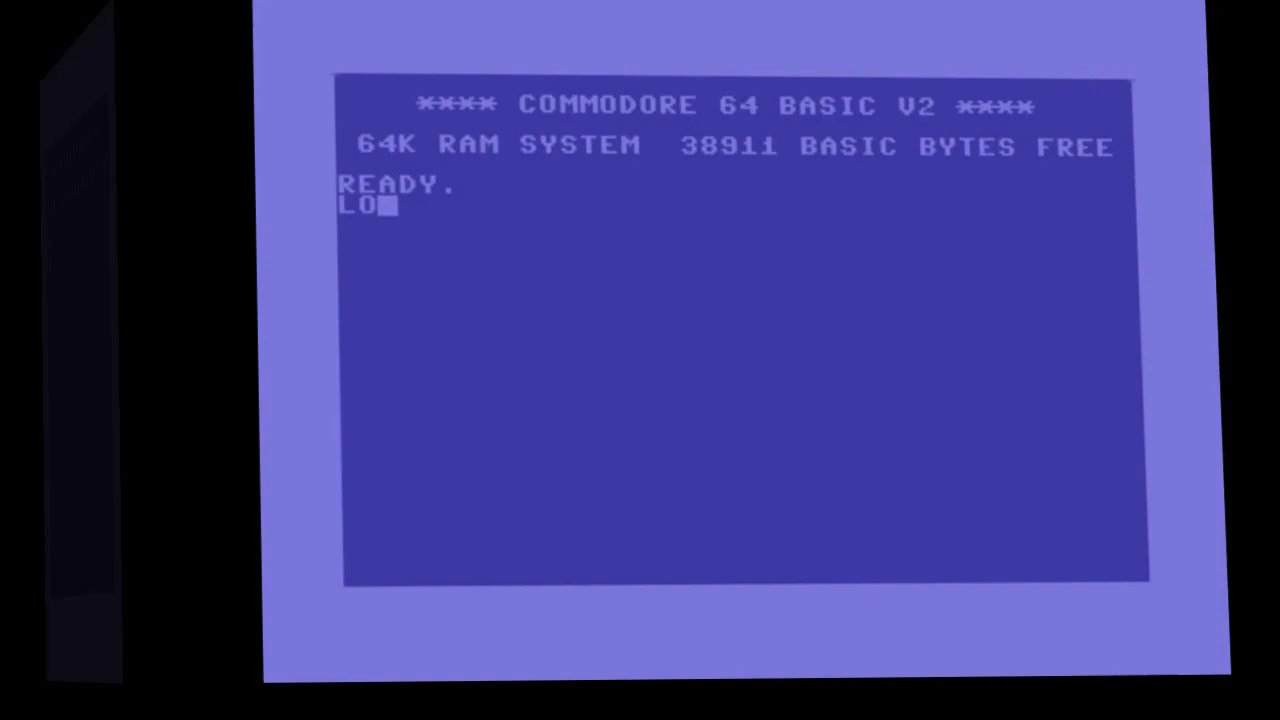 **** COMMODORE 64 BASIC V2 ****
64K RAM SYSTEM  38911 BASIC BYTES FREE
READY.
LO